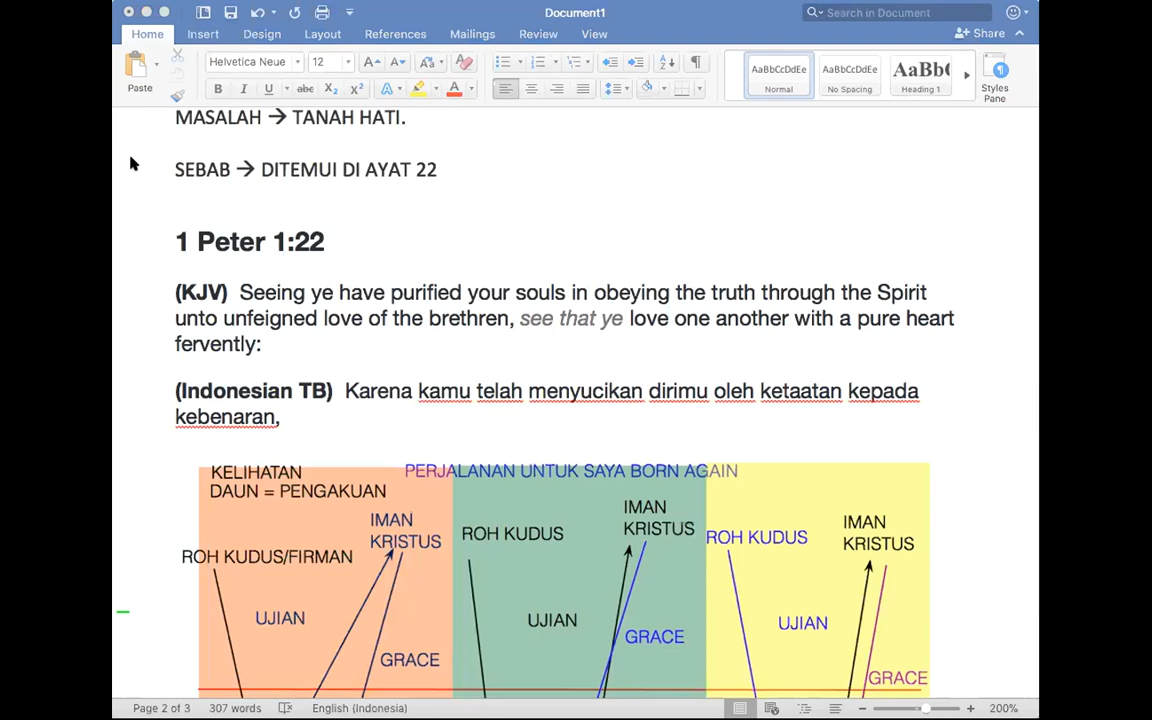 Document1
Search in Document
Home Insert Design Layout References Mailings Review View
Share
Paste
Helvetica Neue 12
AaBbCcDdEe AaBbCcDdEe AaBb(
Normal No Spacing Heading 1
Styles
Pane
MASALAH → TANAH HATI.
SEBAB → DITEMUI DI AYAT 22
1 Peter 1:22
(KJV) Seeing ye have purified your souls in obeying the truth through the Spirit
unto unfeigned love of the brethren, see that ye love one another with a pure heart
fervently:
(Indonesian TB) Karena kamu telah menyucikan dirimu oleh ketaatan kepada
kebenaran,
PERJALANAN UNTUK SAYA BORN AGAIN
KELIHATAN
DAUN = PENGAKUAN
IMAN
KRISTUS
ROH KUDUS/FIRMAN
UJIAN
GRACE
ROH KUDUS
IMAN
KRISTUS
UJIAN
GRACE
ROH KUDUS
IMAN
KRISTUS
UJIAN
GRACE
Page 2 of 3 307 words English (Indonesia) 200%